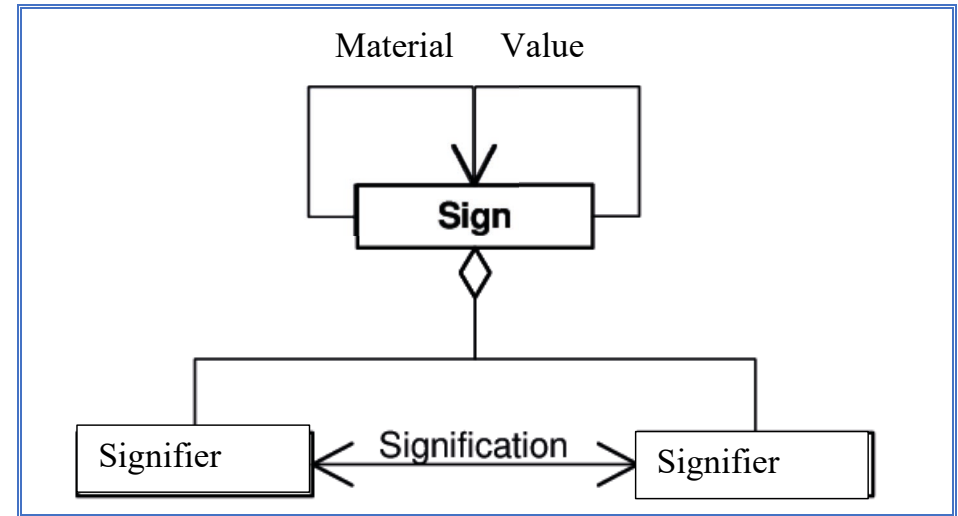 Material Value
Sign
Signification
Signifier
Signifier